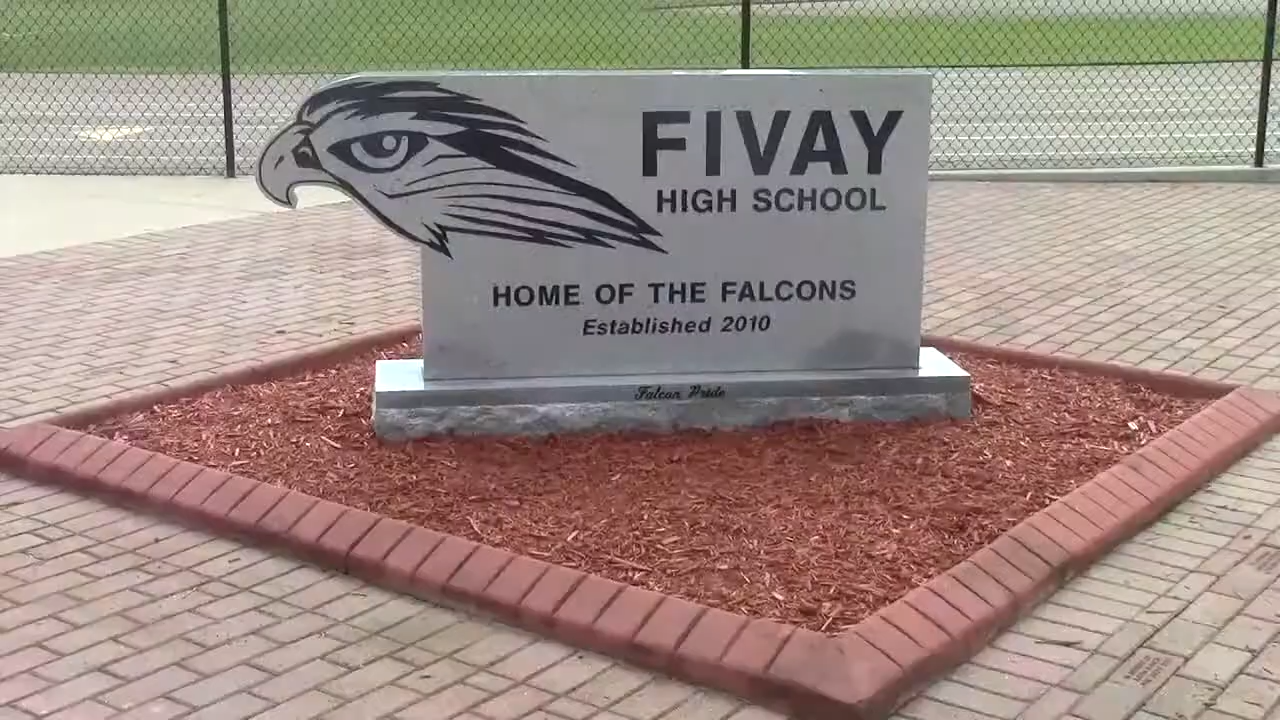 FIVAY
HIGH SCHOOL
HOME OF THE FALCONS
Established 2010
Falcon Pride